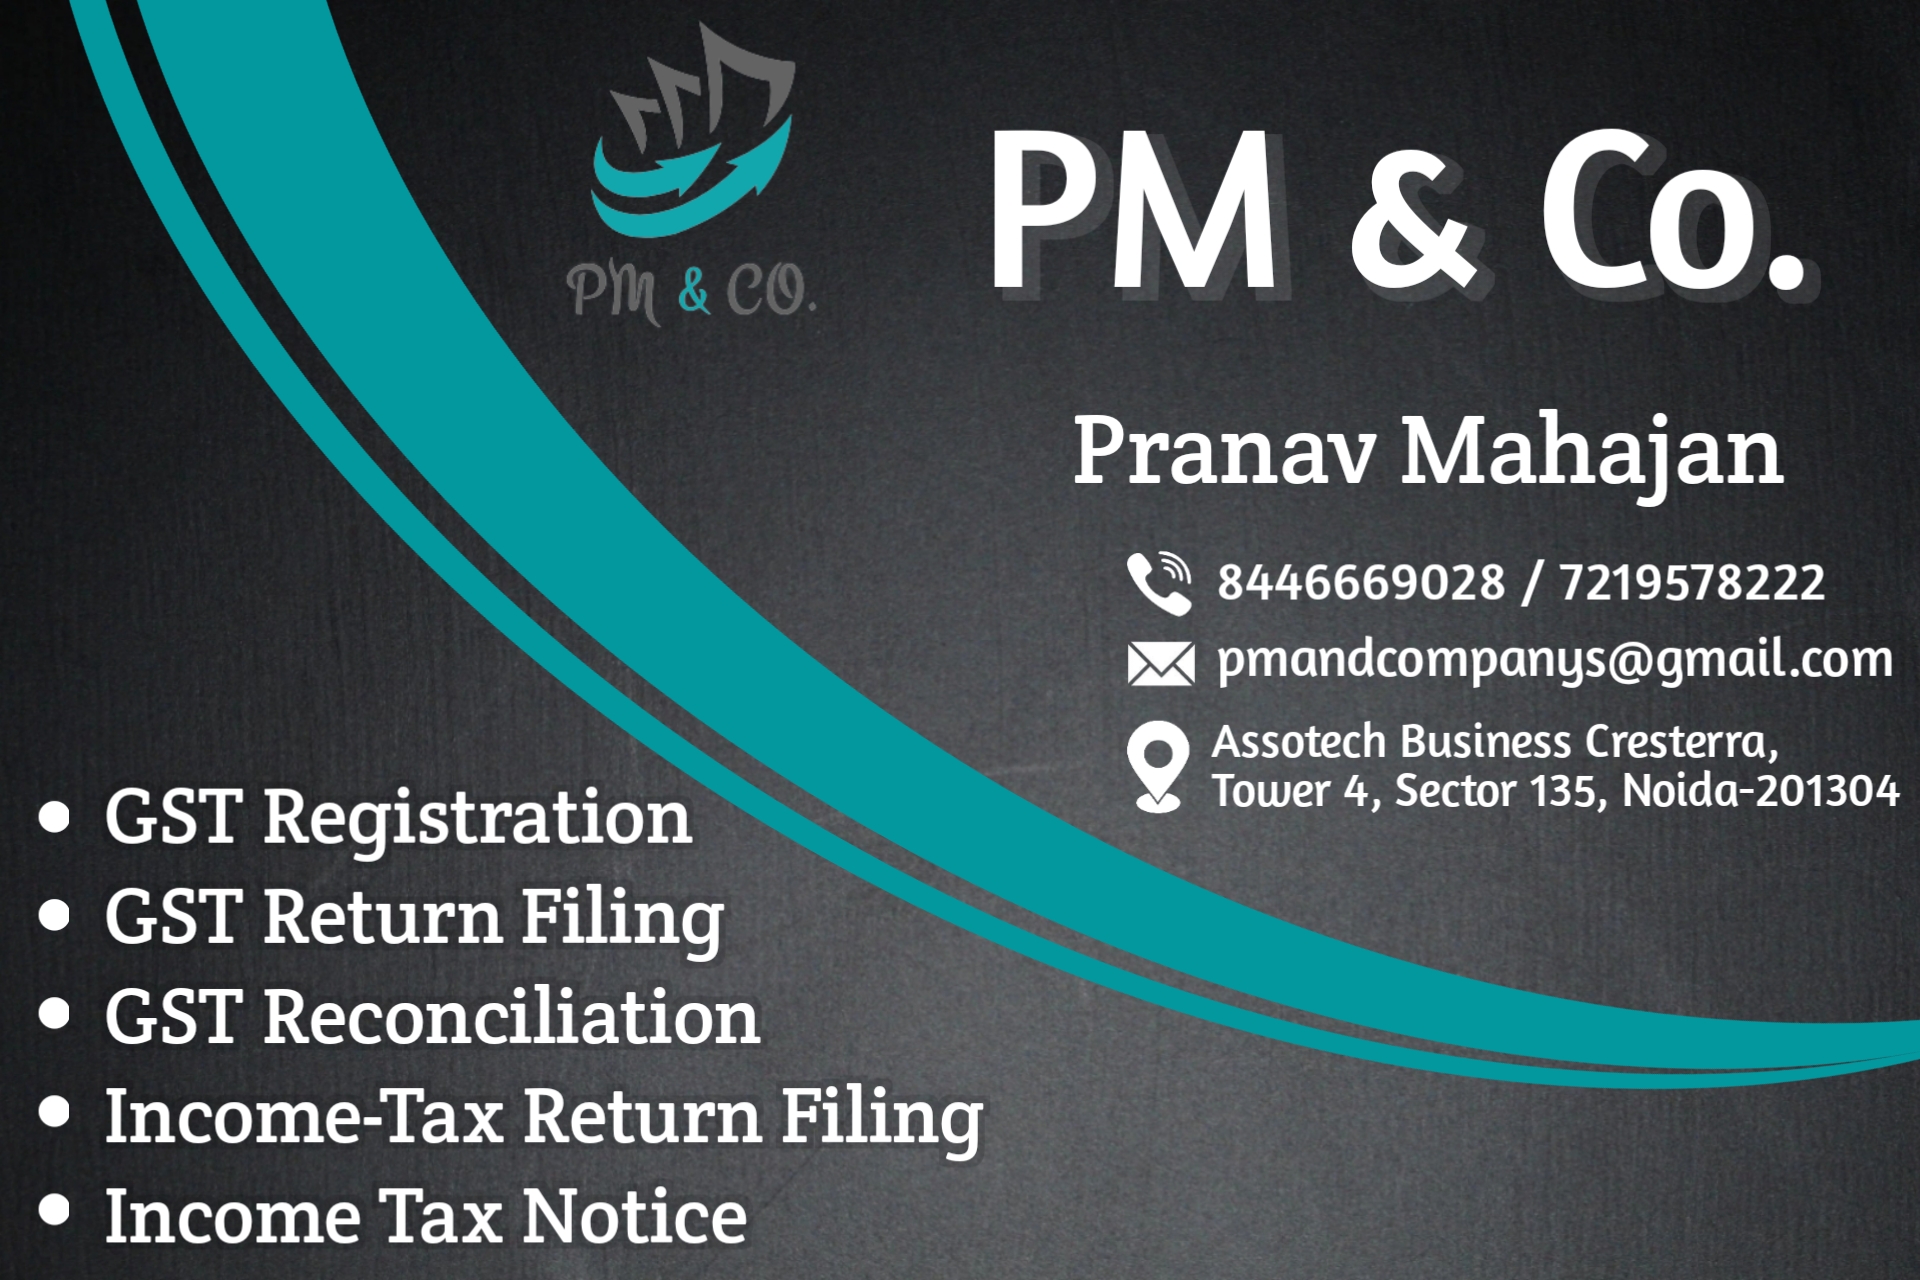 PM & CO.
PM & Co.
Pranav Mahajan
8446669028 / 7219578222
pmandcompanys@gmail.com
Assotech Business Cresterra,
Tower 4, Sector 135, Noida-201304
• GST Registration
• GST Return Filing
• GST Reconciliation
• Income-Tax Return Filing
• Income Tax Notice